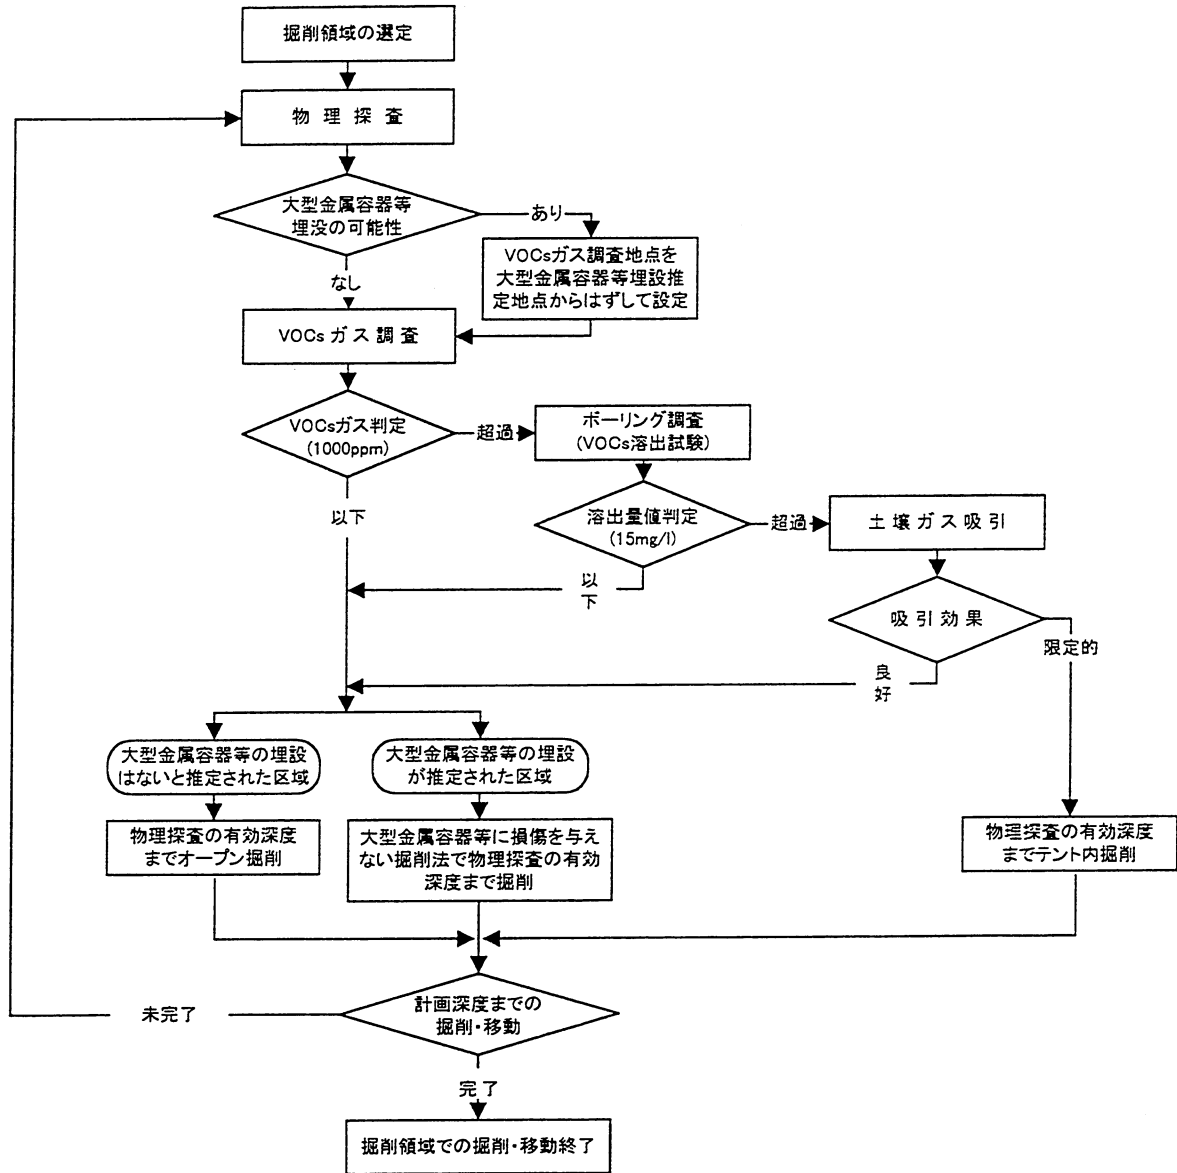 掘削領域の選定
物理探査
大型金属容器等
埋没の可能性
あり
なし
VOCsガス調査地点を
大型金属容器等埋設推
定地点からはずして設定
VOCsガス調査
VOCsガス判定
(1000ppm)
超過
以下
ボーリング調査
(VOCs溶出試験)
溶出量値判定
(15mg/l)
超過
以
下
土壌ガス吸引
吸引効果
限定的
良
好
大型金属容器等の埋設
はないと推定された区域
大型金属容器等の埋設
が推定された区域
物理探査の有効深度
までオープン掘削
大型金属容器等に損傷を与え
ない掘削法で物理探査の有効
深度まで掘削
物理探査の有効深度
までテント内掘削
計画深度までの
掘削・移動
未完了
完了
掘削領域での掘削・移動終了